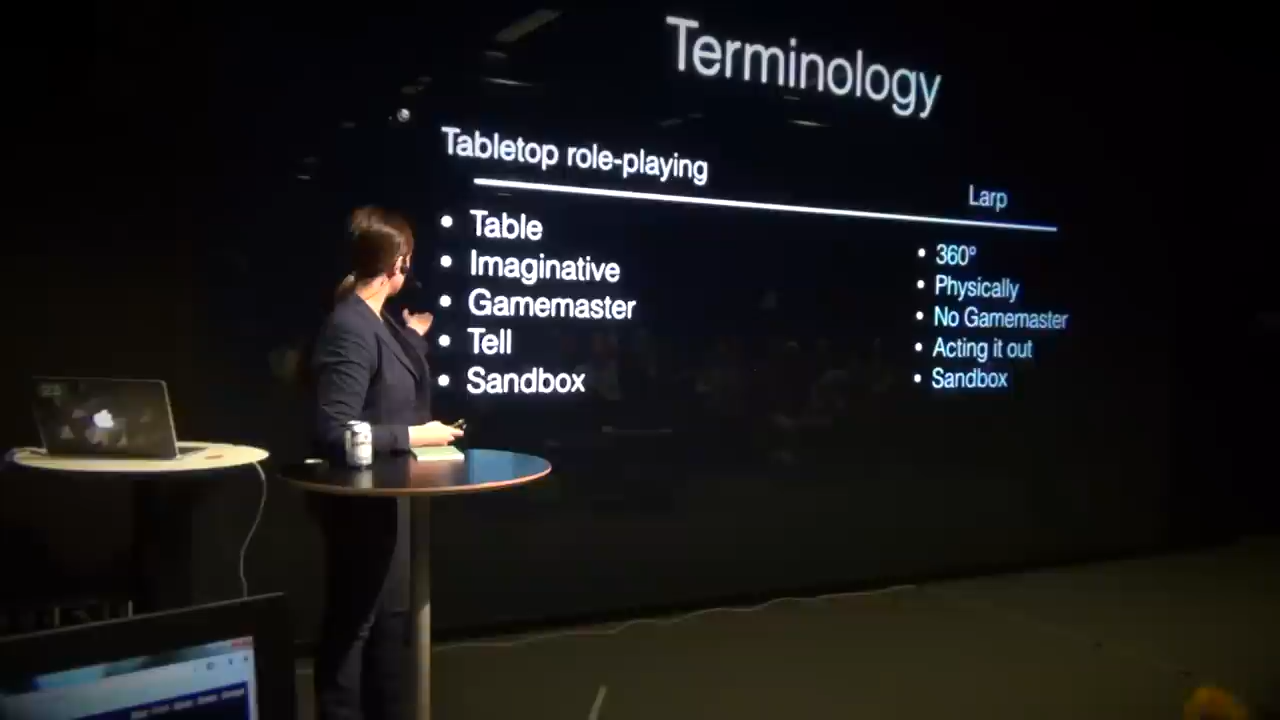 Terminology
Tabletop role-playing
Larp
• Table
• Imaginative
• Gamemaster
• Tell
• Sandbox
• 360°
• Physically
• No Gamemaster
• Acting it out
• Sandbox